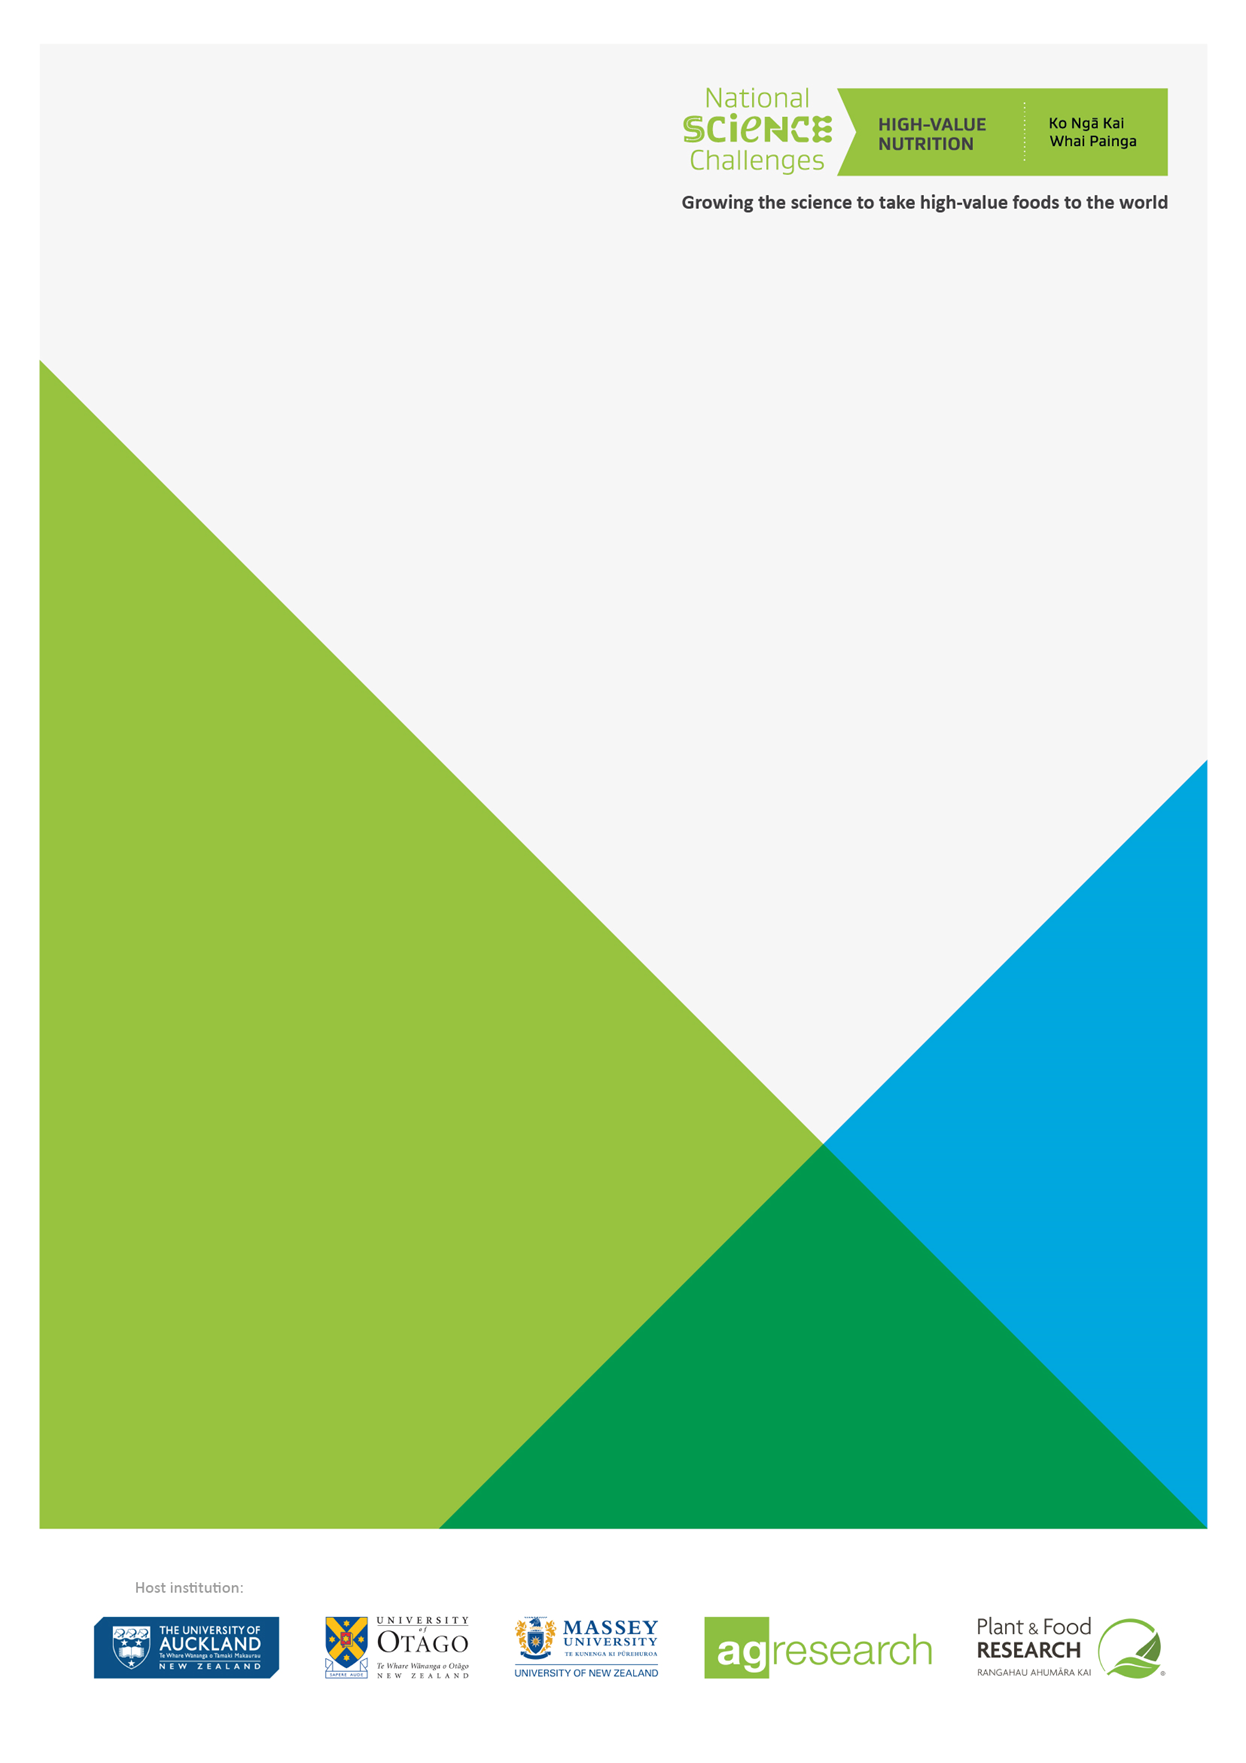 National
SCIENCE
Challenges
HIGH-VALUE
NUTRITION
Ko Ngā Kai
Whai Painga
Growing the science to take high-value foods to the world
Host institution:
THE UNIVERSITY OF
AUCKLAND
Te Whare Wānanga o Tāmaki Makaurau
NEW ZEALAND
SAPERE AUDE
UNIVERSITY
of
OTAGO
Te Whare Wānanga o Otāgo
NEW ZEALAND
MASSEY
UNIVERSITY
TE KUNENGA KI PŪREHUROA
UNIVERSITY OF NEW ZEALAND
agresearch
Plant & Food
RESEARCH
RANGAHAU AHUMĀRA KAI
®